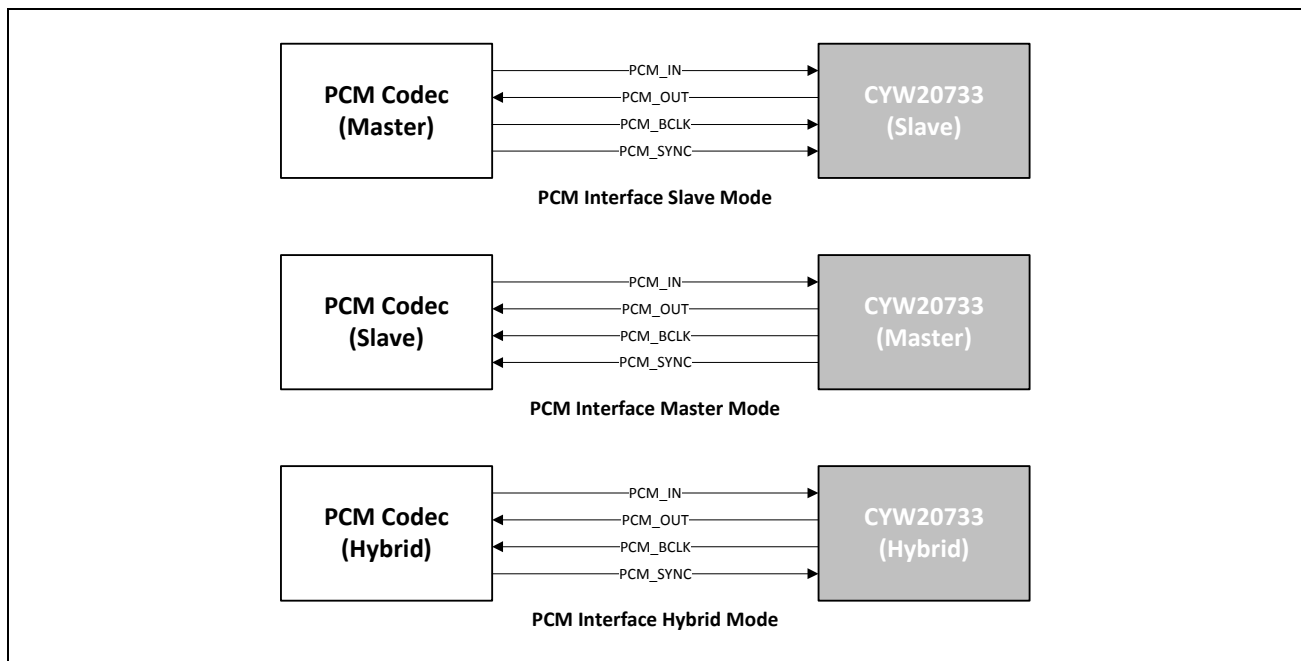 PCM Codec
(Master)
PCM_IN
PCM_OUT
PCM_BCLK
PCM_SYNC
CYW20733
(Slave)
PCM Interface Slave Mode
PCM Codec
(Slave)
PCM_IN
PCM_OUT
PCM_BCLK
PCM_SYNC
CYW20733
(Master)
PCM Interface Master Mode
PCM Codec
(Hybrid)
PCM_IN
PCM_OUT
PCM_BCLK
PCM_SYNC
CYW20733
(Hybrid)
PCM Interface Hybrid Mode